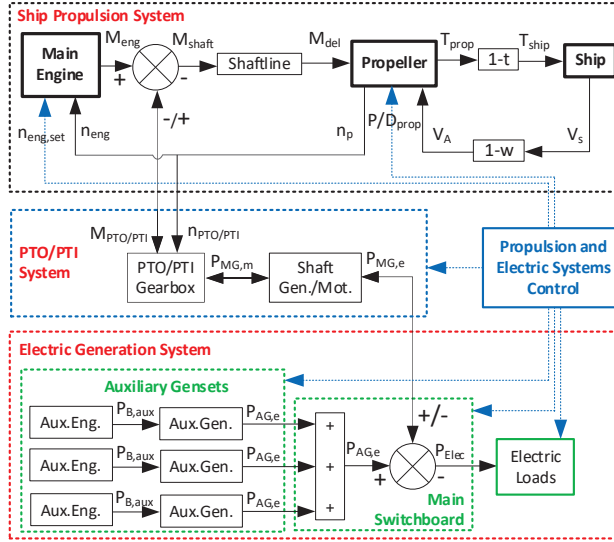 Ship Propulsion System
Main
Engine
M_eng
+
-
M_shaft
Shaftline
M_del
Propeller
T_prop
1-t
T_ship
Ship
-/+
n_eng,set
n_eng
n_p
P/D_prop
V_A
1-w
V_s
M_PTO/PTI
n_PTO/PTI
PTO/PTI
System
PTO/PTI
Gearbox
P_MG,m
Shaft
Gen./Mot.
P_MG,e
Propulsion and
Electric Systems
Control
Electric Generation System
Auxiliary Gensets
Aux.Eng.
P_B,aux
Aux.Gen.
P_AG,e
+
Aux.Eng.
P_B,aux
Aux.Gen.
P_AG,e
+
Aux.Eng.
P_B,aux
Aux.Gen.
P_AG,e
+
P_AG,e
+
+/-
-
P_Elec
Main
Switchboard
Electric
Loads